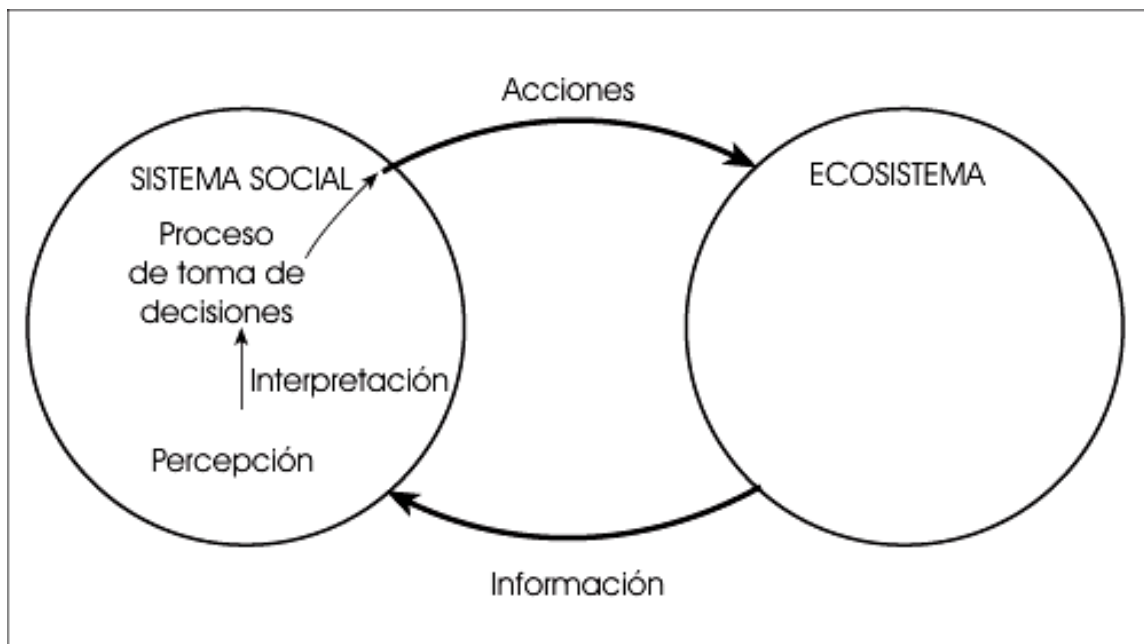 Acciones
SISTEMA SOCIAL
ECOSISTEMA
Proceso
de toma de
decisiones
Interpretación
Percepción
Información